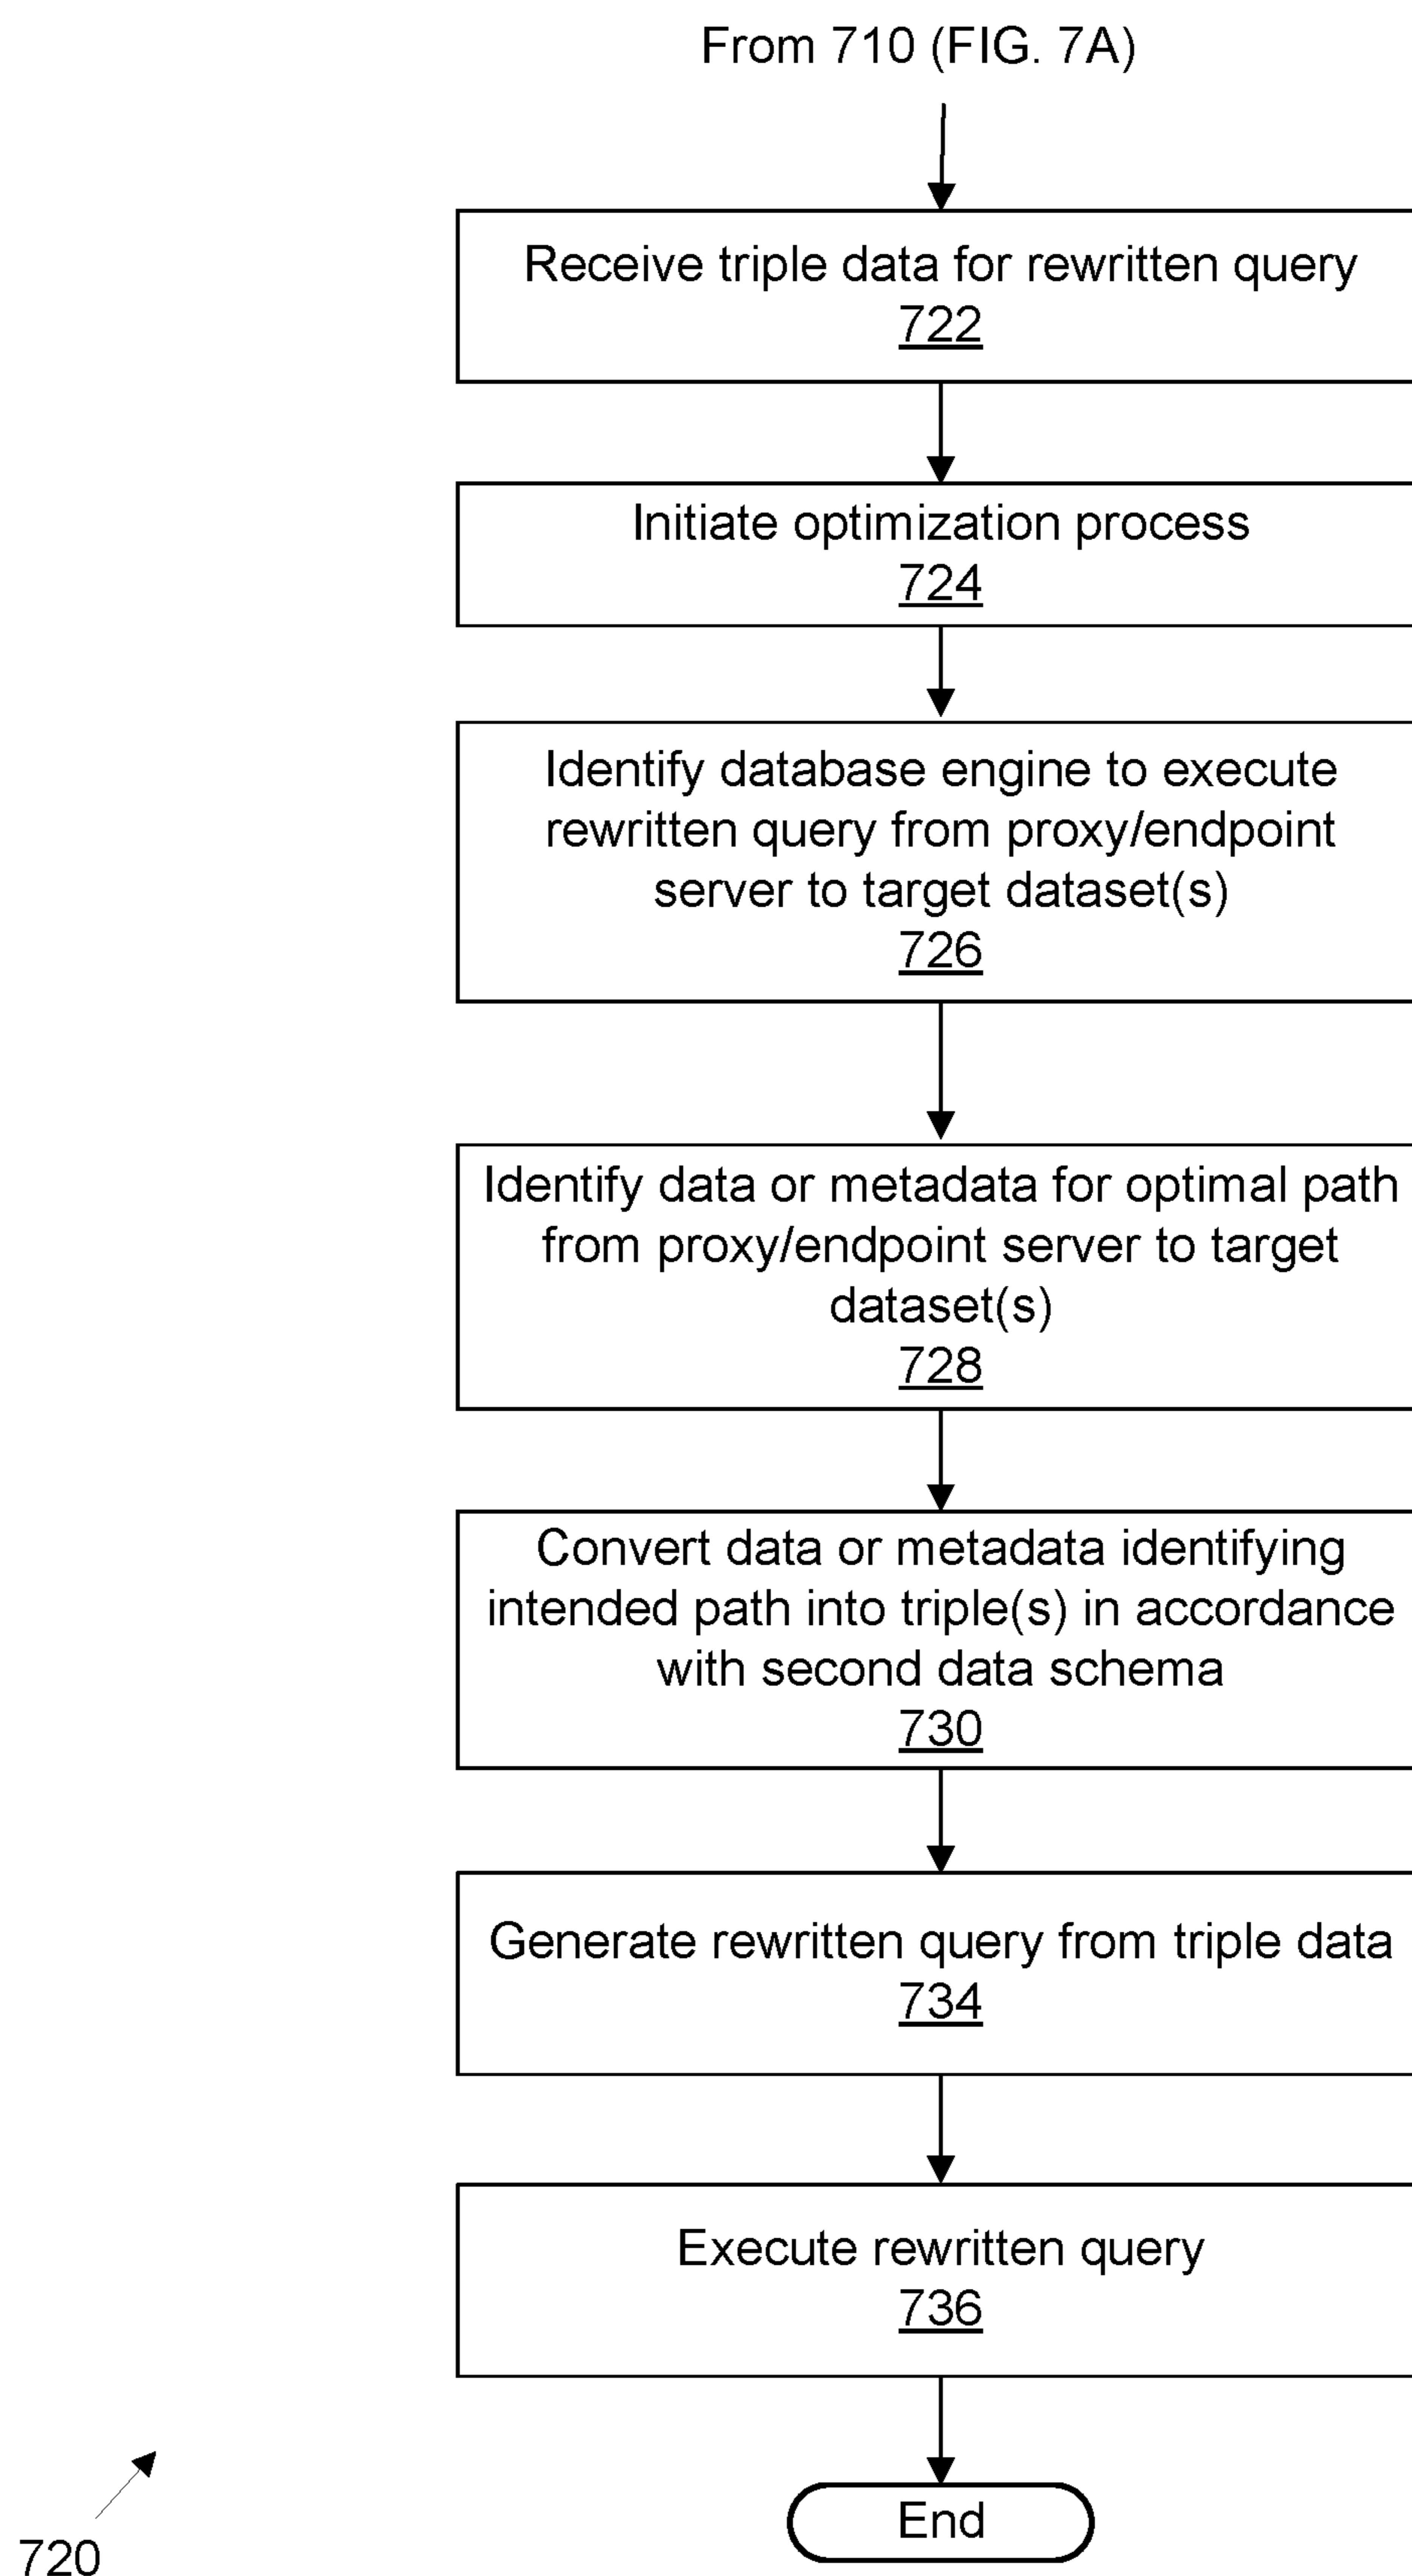 From 710 (FIG. 7A)
Receive triple data for rewritten query
722
Initiate optimization process
724
Identify database engine to execute
rewritten query from proxy/endpoint
server to target dataset(s)
726
Identify data or metadata for optimal path
from proxy/endpoint server to target
dataset(s)
728
Convert data or metadata identifying
intended path into triple(s) in accordance
with second data schema
730
Generate rewritten query from triple data
734
Execute rewritten query
736
End
720